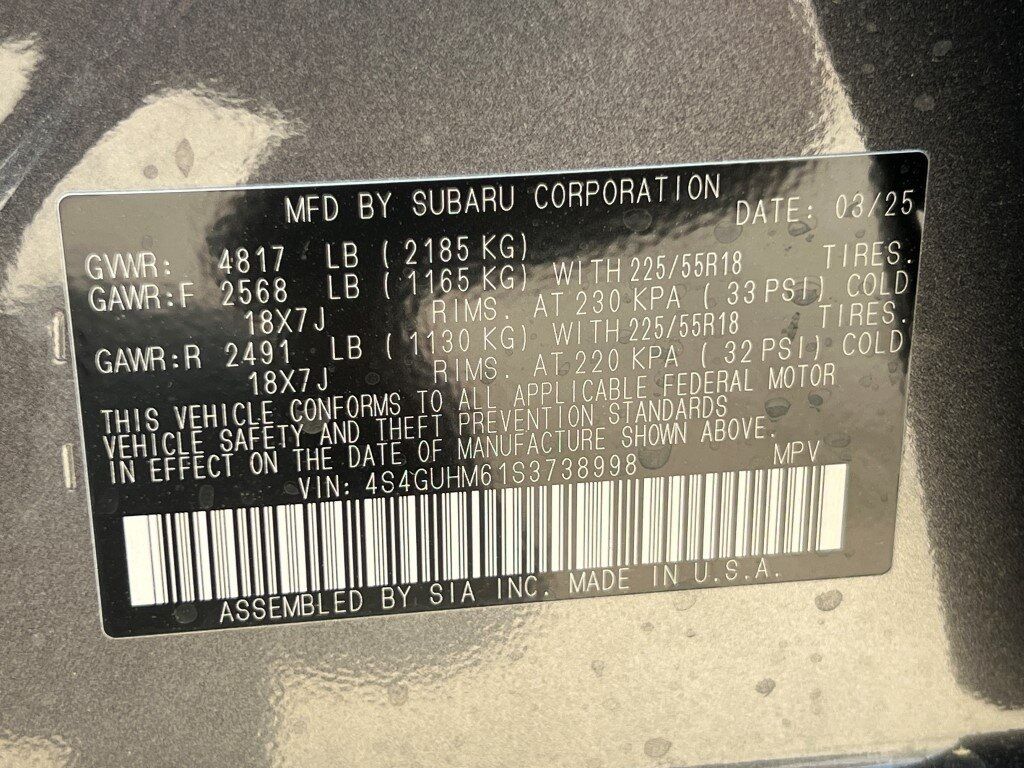 MFD BY SUBARU CORPORATION DATE: 03/25
GVWR: 4817 LB ( 2185 KG)
GAWR:F 2568 LB ( 1165 KG) WITH 225/55R18 TIRES.
18X7J RIMS. AT 230 KPA ( 33 PSI) COLD
GAWR:R 2491 LB ( 1130 KG) WITH 225/55R18 TIRES.
18X7J RIMS. AT 220 KPA ( 32 PSI) COLD
THIS VEHICLE CONFORMS TO ALL APPLICABLE FEDERAL MOTOR
VEHICLE SAFETY AND THEFT PREVENTION STANDARDS
IN EFFECT ON THE DATE OF MANUFACTURE SHOWN ABOVE.
VIN: 4S4GUHM61S3738998 MPV
ASSEMBLED BY SIA INC. MADE IN U.S.A.